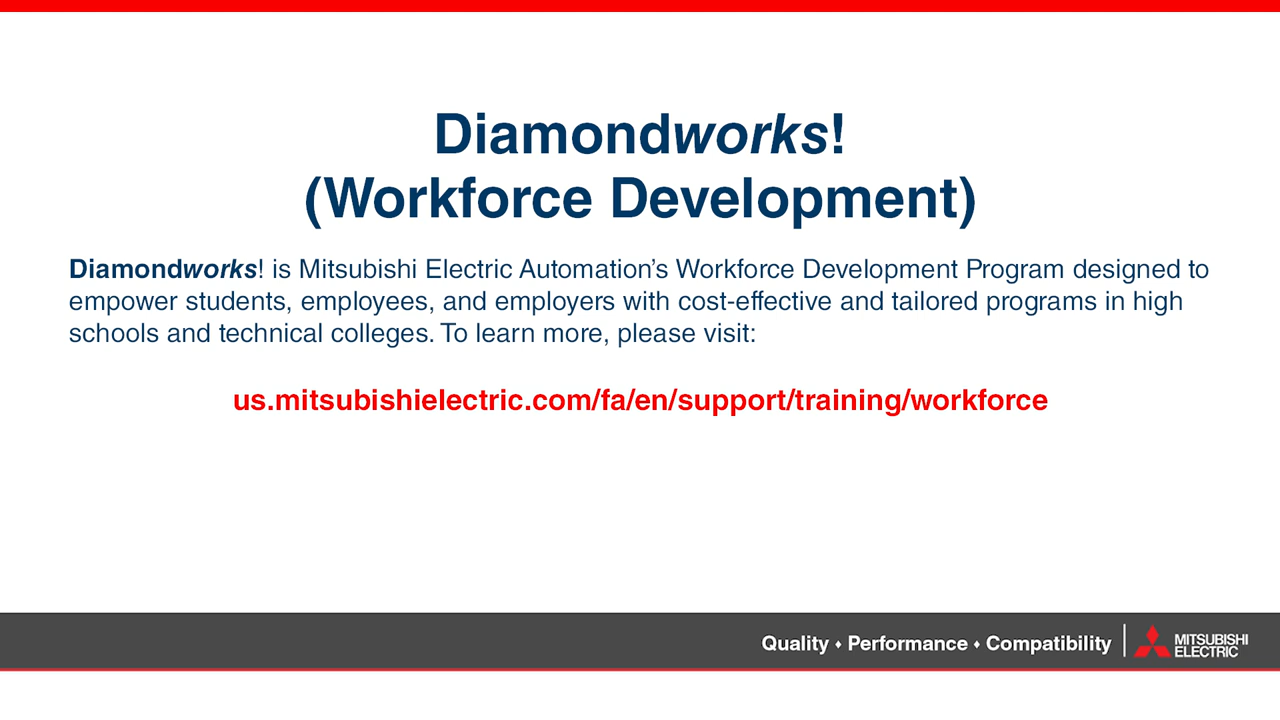 Diamondworks!
(Workforce Development)
Diamondworks! is Mitsubishi Electric Automation’s Workforce Development Program designed to
empower students, employees, and employers with cost-effective and tailored programs in high
schools and technical colleges. To learn more, please visit:
us.mitsubishielectric.com/fa/en/support/training/workforce
Quality ♦ Performance ♦ Compatibility
MITSUBISHI
ELECTRIC